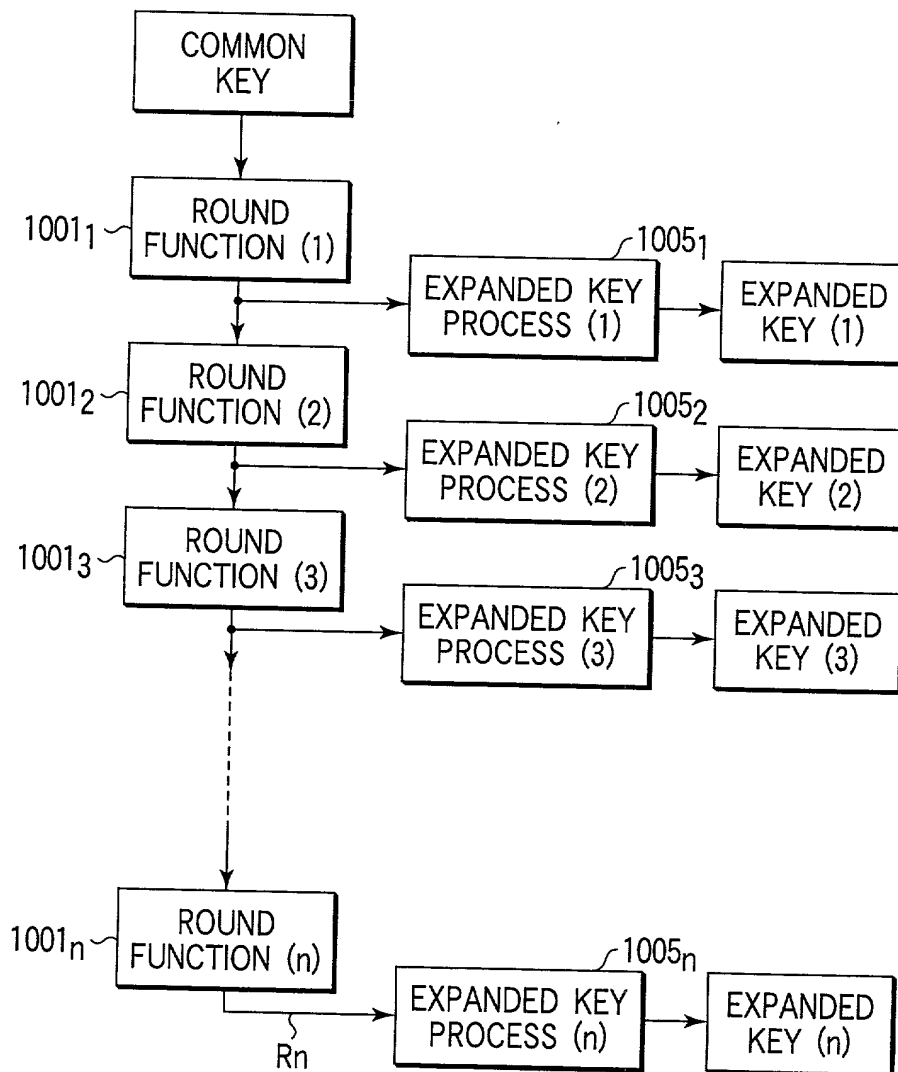 COMMON
KEY
1001₁
ROUND
FUNCTION (1)
1005₁
EXPANDED KEY
PROCESS (1)
EXPANDED
KEY (1)
1001₂
ROUND
FUNCTION (2)
1005₂
EXPANDED KEY
PROCESS (2)
EXPANDED
KEY (2)
1001₃
ROUND
FUNCTION (3)
1005₃
EXPANDED KEY
PROCESS (3)
EXPANDED
KEY (3)
1001ₙ
ROUND
FUNCTION (n)
1005ₙ
EXPANDED KEY
PROCESS (n)
EXPANDED
KEY (n)
Rn